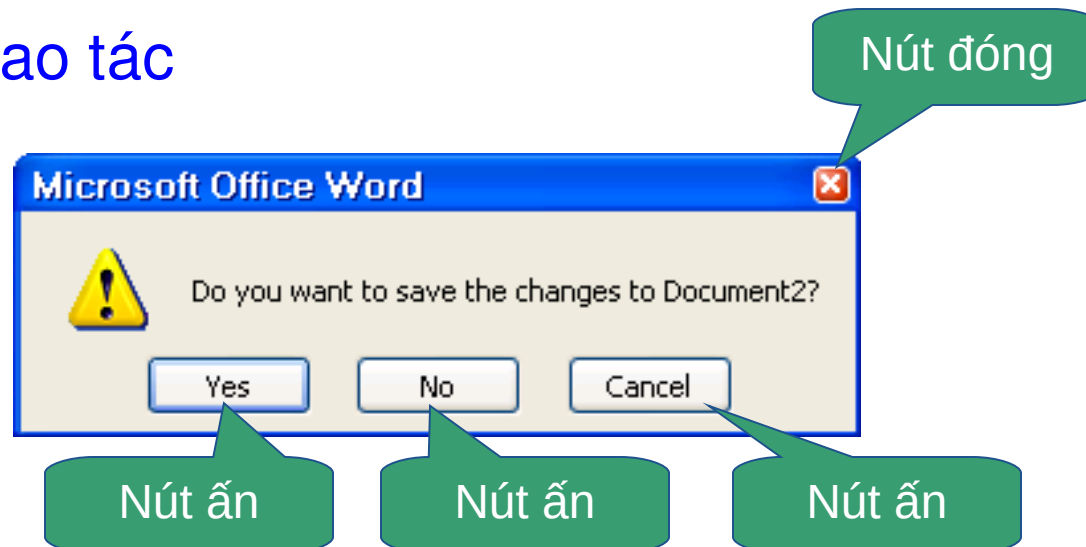 ao tác
Nút đóng
Microsoft Office Word
Do you want to save the changes to Document2?
Yes
No
Cancel
Nút ấn
Nút ấn
Nút ấn